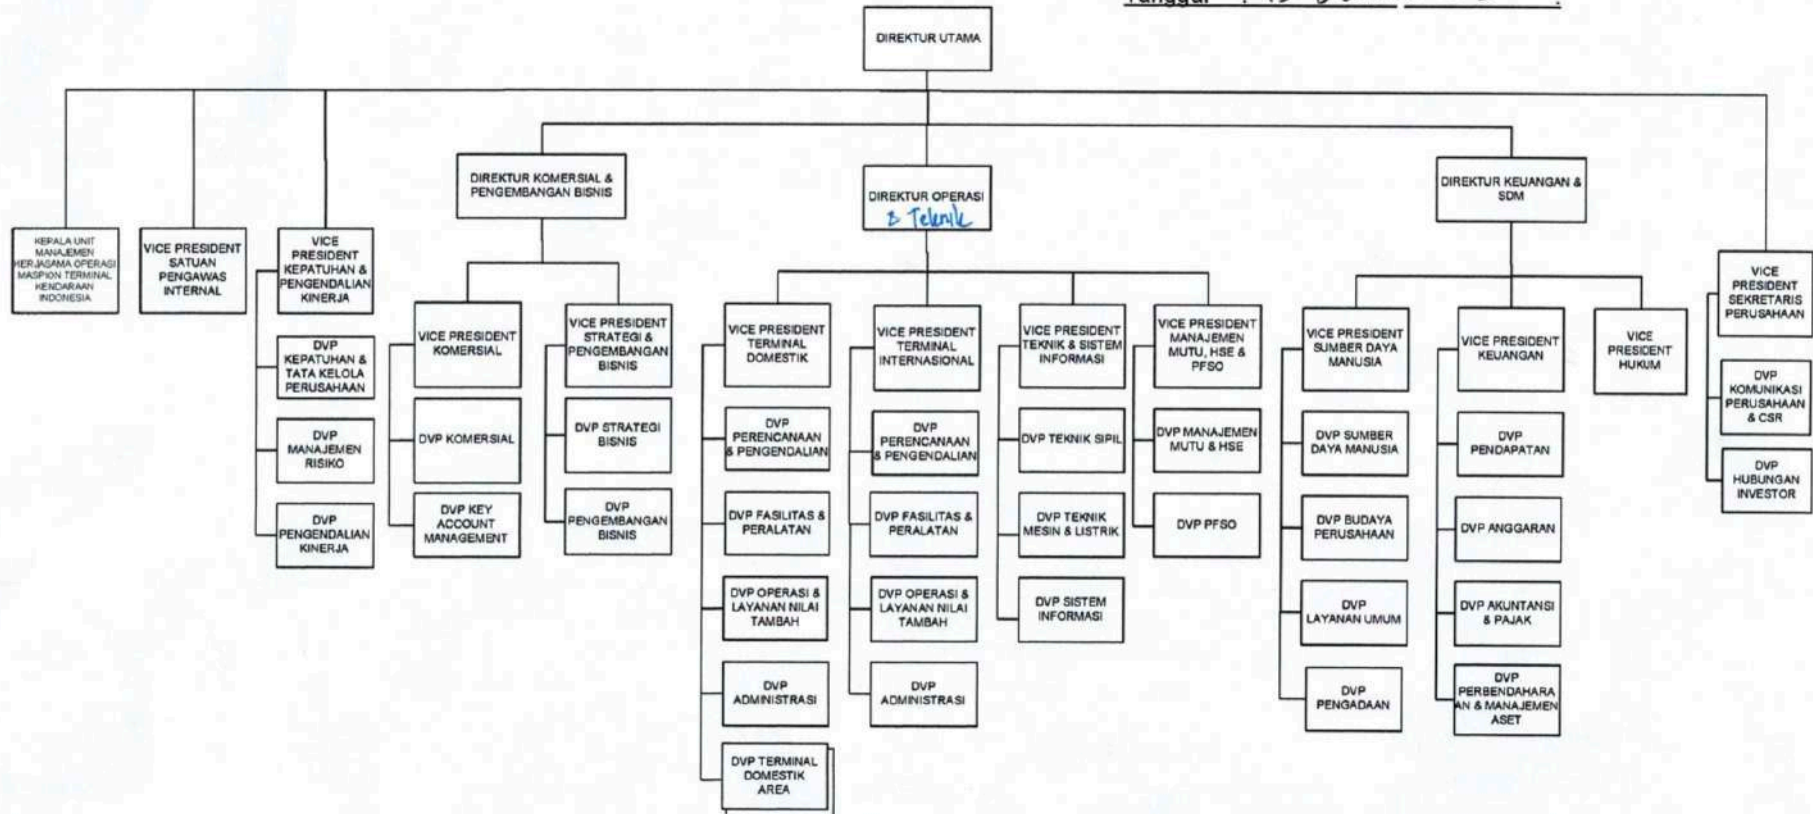 Tanggal :
DIREKTUR UTAMA
DIREKTUR KOMERSIAL &
PENGEMBANGAN BISNIS
DIREKTUR OPERASI
& Teknik
DIREKTUR KEUANGAN &
SDM
KEPALA UNIT
MANAJEMEN
KERJASAMA OPERASI
MASPION TERMINAL
KENDARAAN
INDONESIA
VICE PRESIDENT
SATUAN
PENGAWAS
INTERNAL
VICE
PRESIDENT
KEPATUHAN &
PENGENDALIAN
KINERJA
VICE
PRESIDENT
SEKRETARIS
PERUSAHAAN
VICE PRESIDENT
KOMERSIAL
VICE PRESIDENT
STRATEGI &
PENGEMBANGAN
BISNIS
VICE PRESIDENT
TERMINAL
DOMESTIK
VICE PRESIDENT
TERMINAL
INTERNASIONAL
VICE PRESIDENT
TEKNIK & SISTEM
INFORMASI
VICE PRESIDENT
MANAJEMEN
MUTU, HSE &
PFSO
VICE PRESIDENT
SUMBER DAYA
MANUSIA
VICE PRESIDENT
KEUANGAN
VICE
PRESIDENT
HUKUM
DVP
KEPATUHAN &
TATA KELOLA
PERUSAHAAN
DVP
MANAJEMEN
RISIKO
DVP
PENGENDALIAN
KINERJA
DVP KOMERSIAL
DVP KEY
ACCOUNT
MANAGEMENT
DVP STRATEGI
BISNIS
DVP
PENGEMBANGAN
BISNIS
DVP
PERENCANAAN
& PENGENDALIAN
DVP FASILITAS &
PERALATAN
DVP OPERASI &
LAYANAN NILAI
TAMBAH
DVP
ADMINISTRASI
DVP TERMINAL
DOMESTIK
AREA
DVP
PERENCANAAN
& PENGENDALIAN
DVP FASILITAS &
PERALATAN
DVP OPERASI &
LAYANAN NILAI
TAMBAH
DVP
ADMINISTRASI
DVP TEKNIK SIPIL
DVP TEKNIK
MESIN & LISTRIK
DVP SISTEM
INFORMASI
DVP MANAJEMEN
MUTU & HSE
DVP PFSO
DVP SUMBER
DAYA MANUSIA
DVP BUDAYA
PERUSAHAAN
DVP
LAYANAN UMUM
DVP
PENGADAAN
DVP
PENDAPATAN
DVP ANGGARAN
DVP AKUNTANSI
& PAJAK
DVP
PERBENDAHARA
AN & MANAJEMEN
ASET
DVP
KOMUNIKASI
PERUSAHAAN
& CSR
DVP
HUBUNGAN
INVESTOR